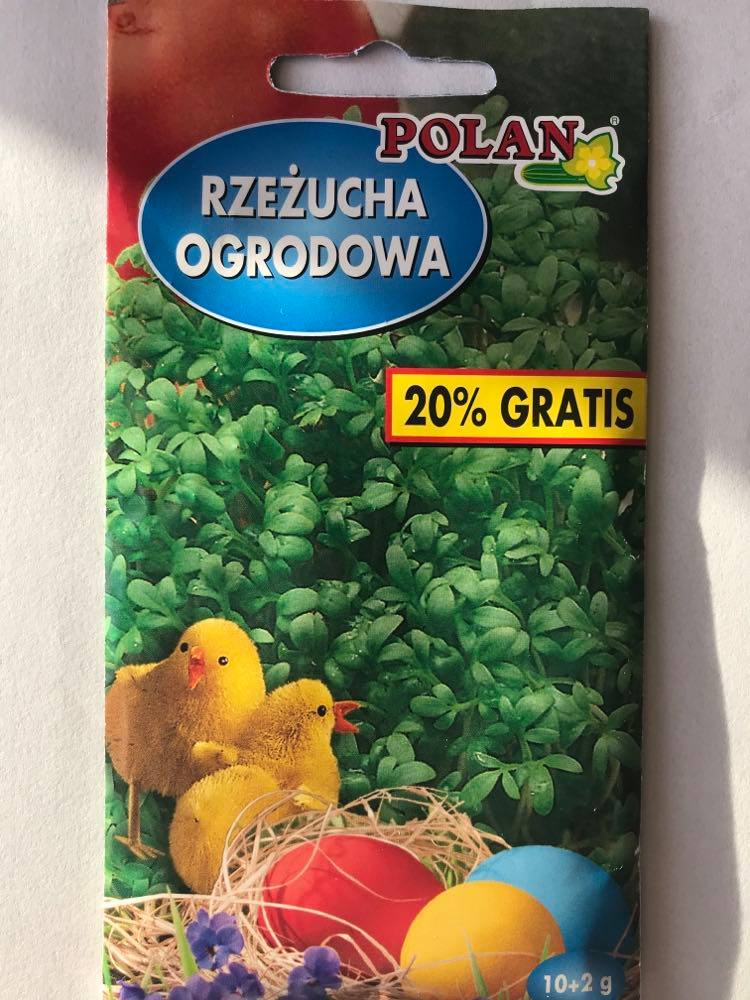 POLAN®
RZEŻUCHA
OGRODOWA
20% GRATIS
10+2 g